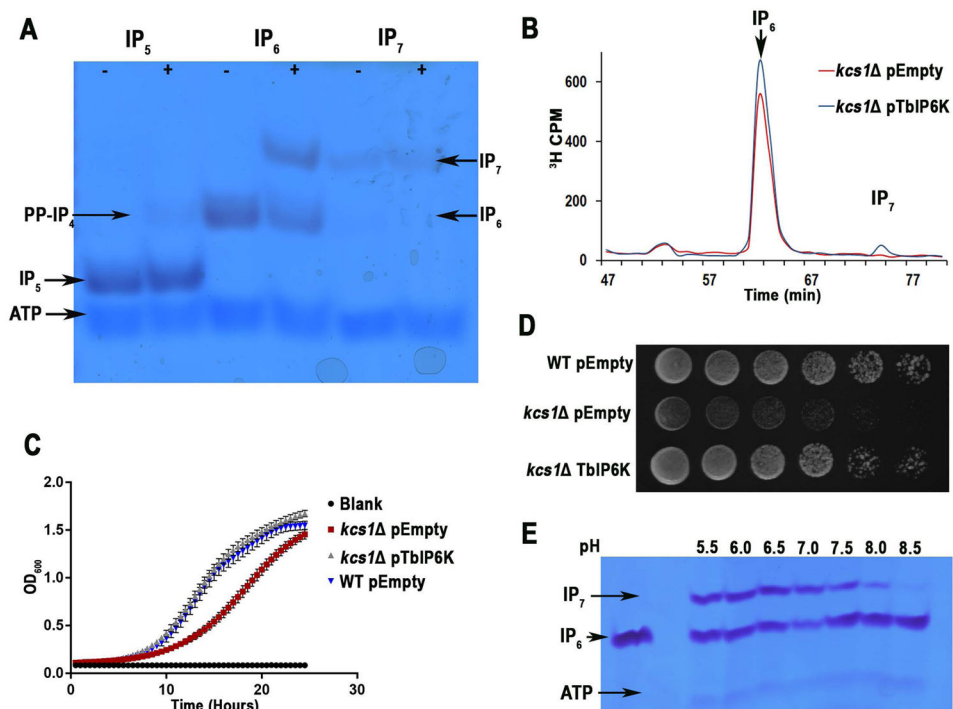 A
IP5 IP6 IP7
- + - + - +
IP7
PP-IP4
IP6
IP5
ATP
B
IP6
kcs1Δ pEmpty
kcs1Δ pTbIP6K
3H CPM
600
400
200
0
IP7
47 57 67 77
Time (min)
C
OD600
2.0
1.5
1.0
0.5
0.0
0 10 20 30
Time (Hours)
Blank
kcs1Δ pEmpty
kcs1Δ pTbIP6K
WT pEmpty
D
WT pEmpty
kcs1Δ pEmpty
kcs1Δ TbIP6K
E
pH 5.5 6.0 6.5 7.0 7.5 8.0 8.5
IP7
IP6
ATP